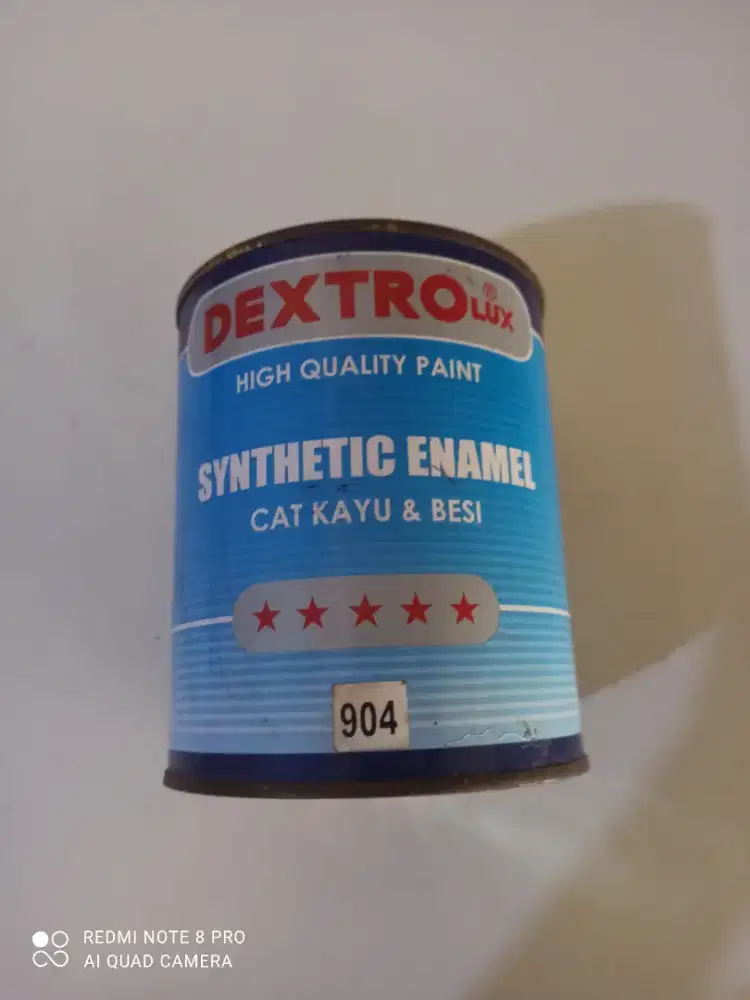 DEXTROLUX®
HIGH QUALITY PAINT
SYNTHETIC ENAMEL
CAT KAYU & BESI
904
REDMI NOTE 8 PRO
AI QUAD CAMERA